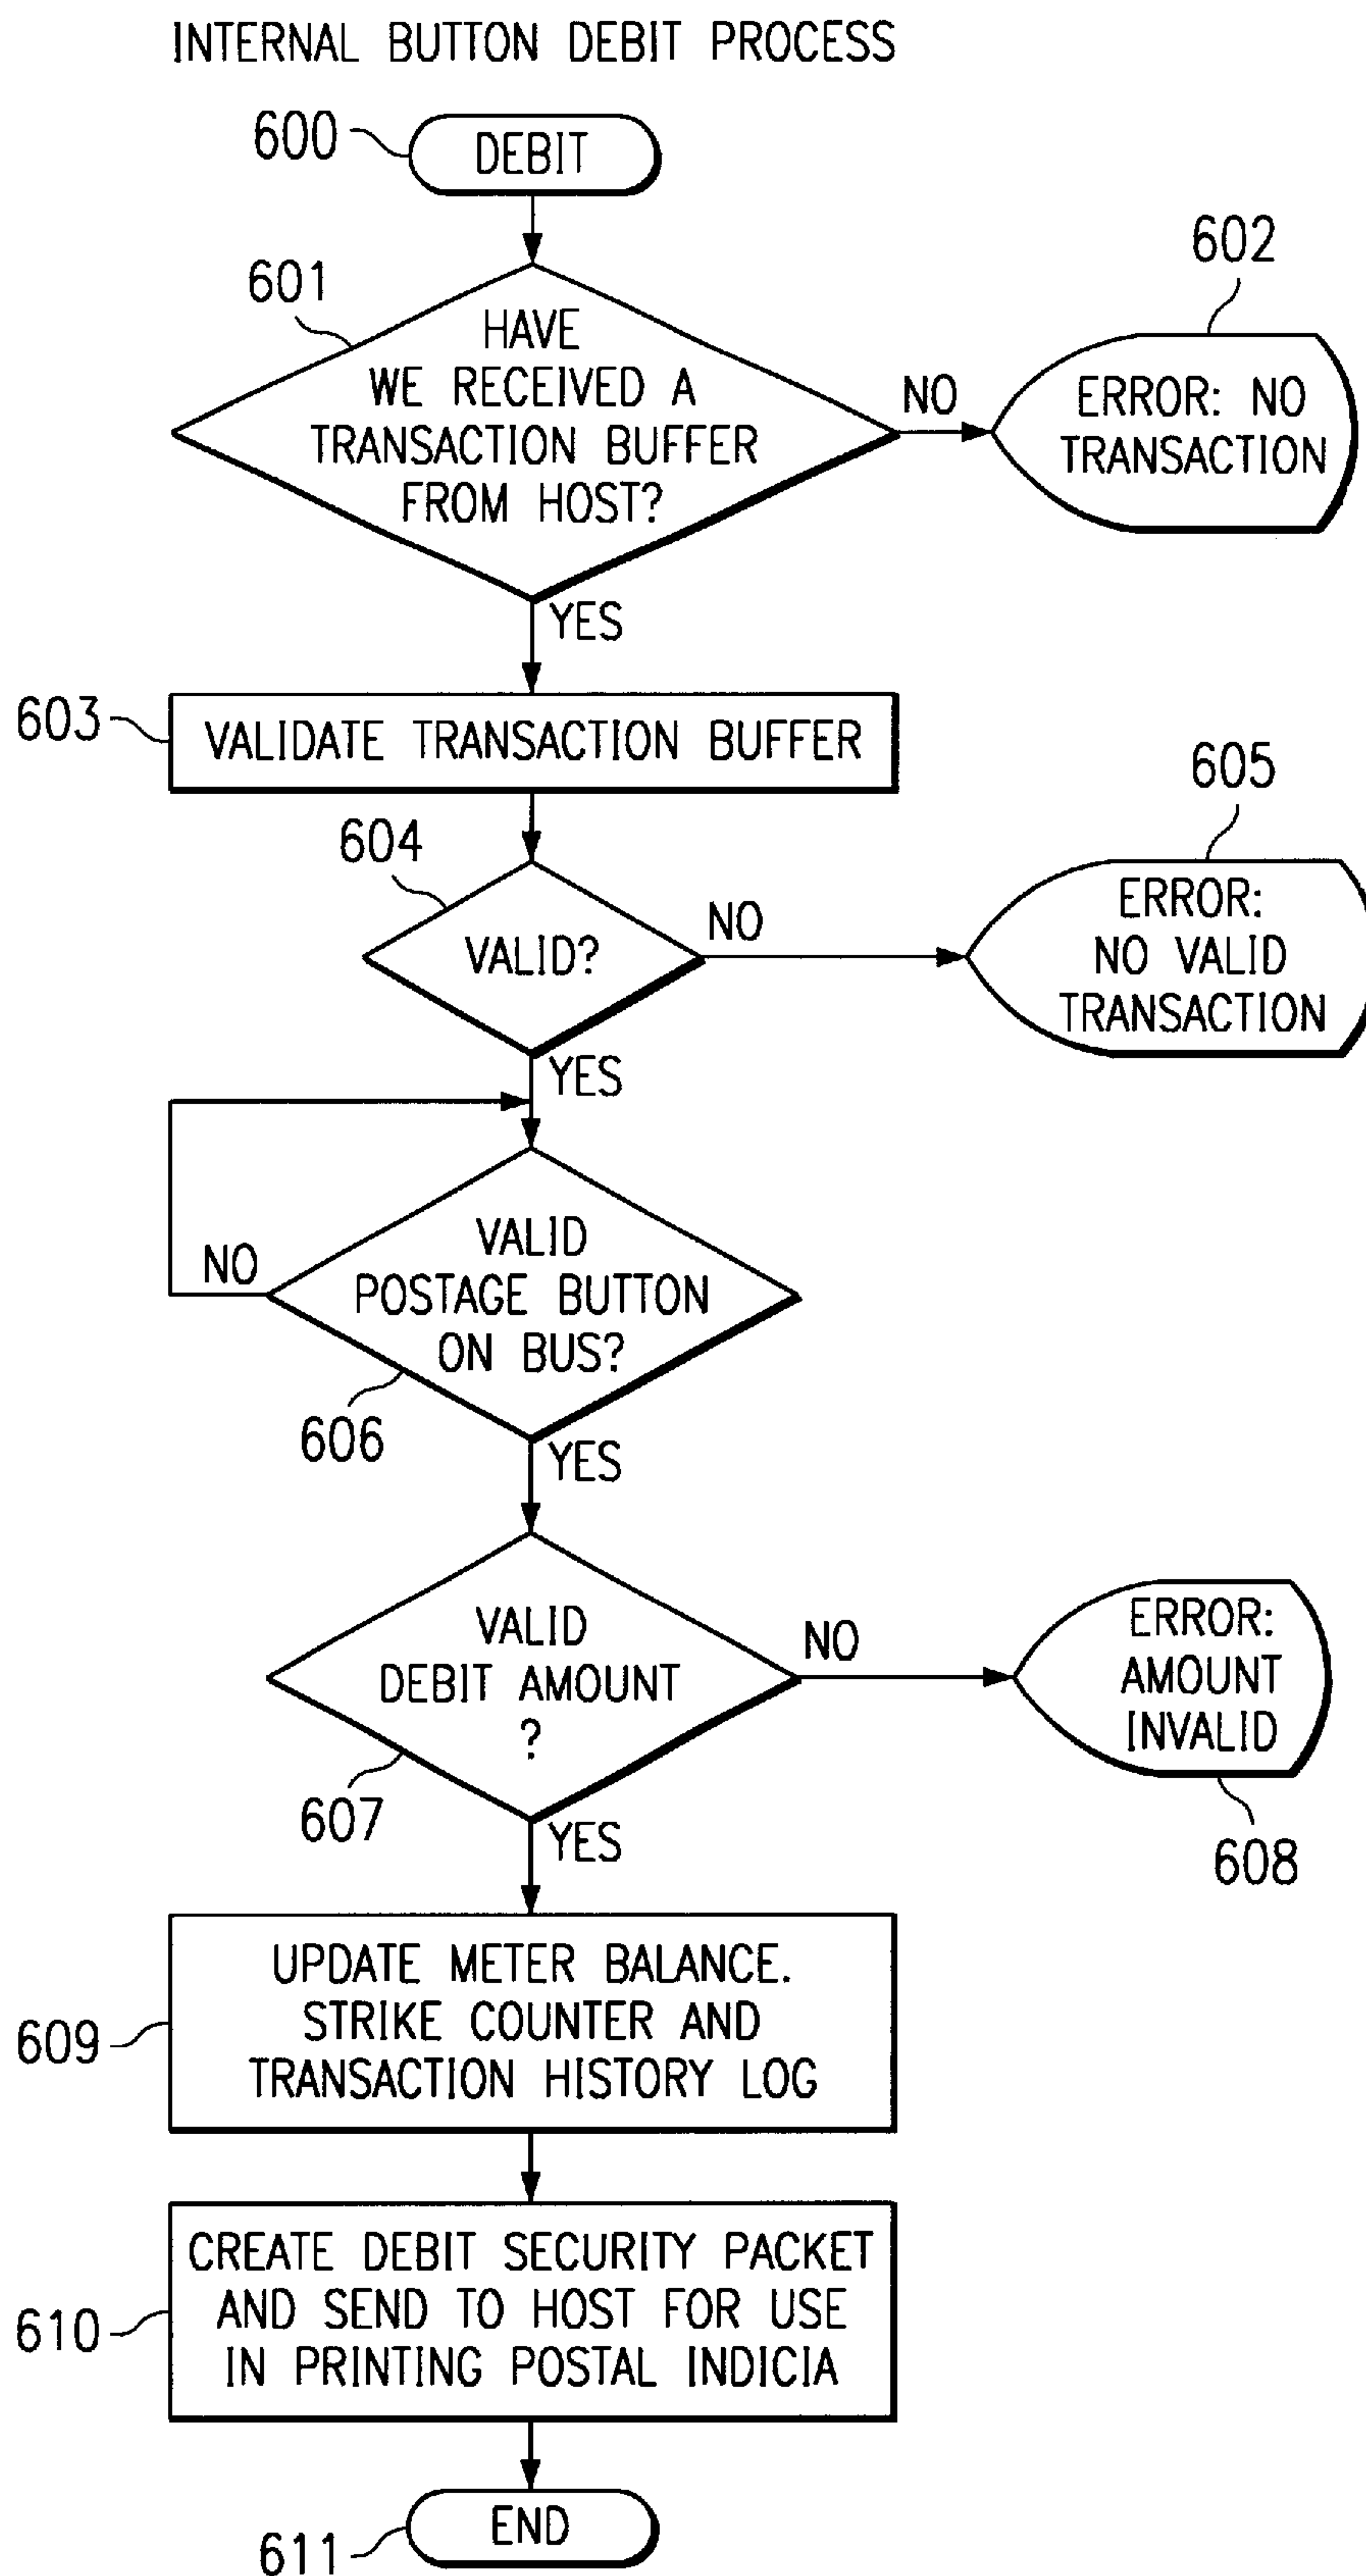 INTERNAL BUTTON DEBIT PROCESS
600
DEBIT
601
HAVE
WE RECEIVED A
TRANSACTION BUFFER
FROM HOST?
NO
602
ERROR: NO
TRANSACTION
YES
603
VALIDATE TRANSACTION BUFFER
604
VALID?
NO
605
ERROR:
NO VALID
TRANSACTION
YES
NO
VALID
POSTAGE BUTTON
ON BUS?
606
YES
VALID
DEBIT AMOUNT
?
607
NO
ERROR:
AMOUNT
INVALID
608
YES
609
UPDATE METER BALANCE.
STRIKE COUNTER AND
TRANSACTION HISTORY LOG
610
CREATE DEBIT SECURITY PACKET
AND SEND TO HOST FOR USE
IN PRINTING POSTAL INDICIA
END
611